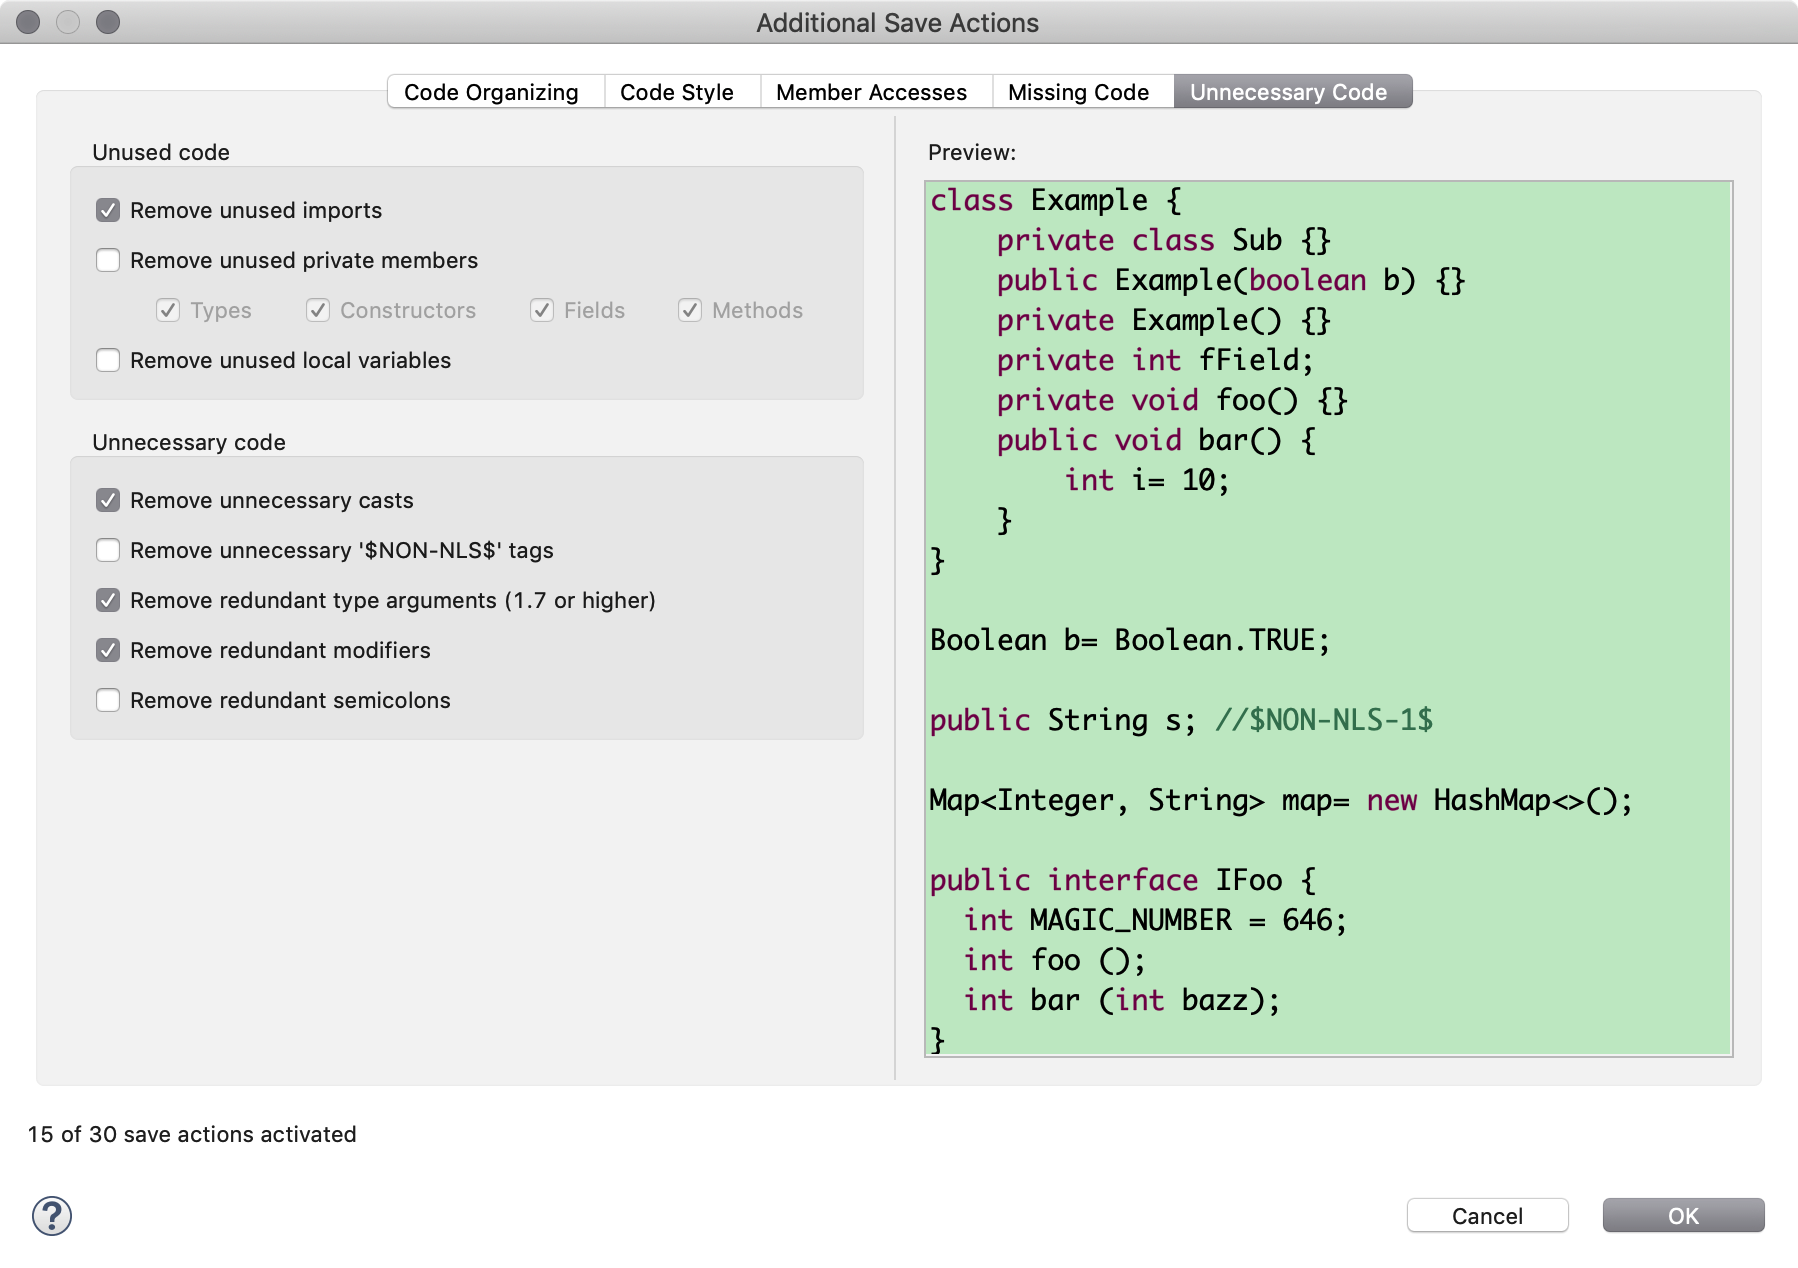 Additional Save Actions
Code Organizing Code Style Member Accesses Missing Code Unnecessary Code
Unused code
Remove unused imports
Remove unused private members
Types Constructors Fields Methods
Remove unused local variables
Unnecessary code
Remove unnecessary casts
Remove unnecessary '$NON-NLS$' tags
Remove redundant type arguments (1.7 or higher)
Remove redundant modifiers
Remove redundant semicolons
Preview:
class Example {
    private class Sub {}
    public Example(boolean b) {}
    private Example() {}
    private int fField;
    private void foo() {}
    public void bar() {
        int i= 10;
    }
}
Boolean b= Boolean.TRUE;
public String s; //$NON-NLS-1$
Map<Integer, String> map= new HashMap<>();
public interface IFoo {
  int MAGIC_NUMBER = 646;
  int foo ();
  int bar (int bazz);
}
15 of 30 save actions activated
?
Cancel OK